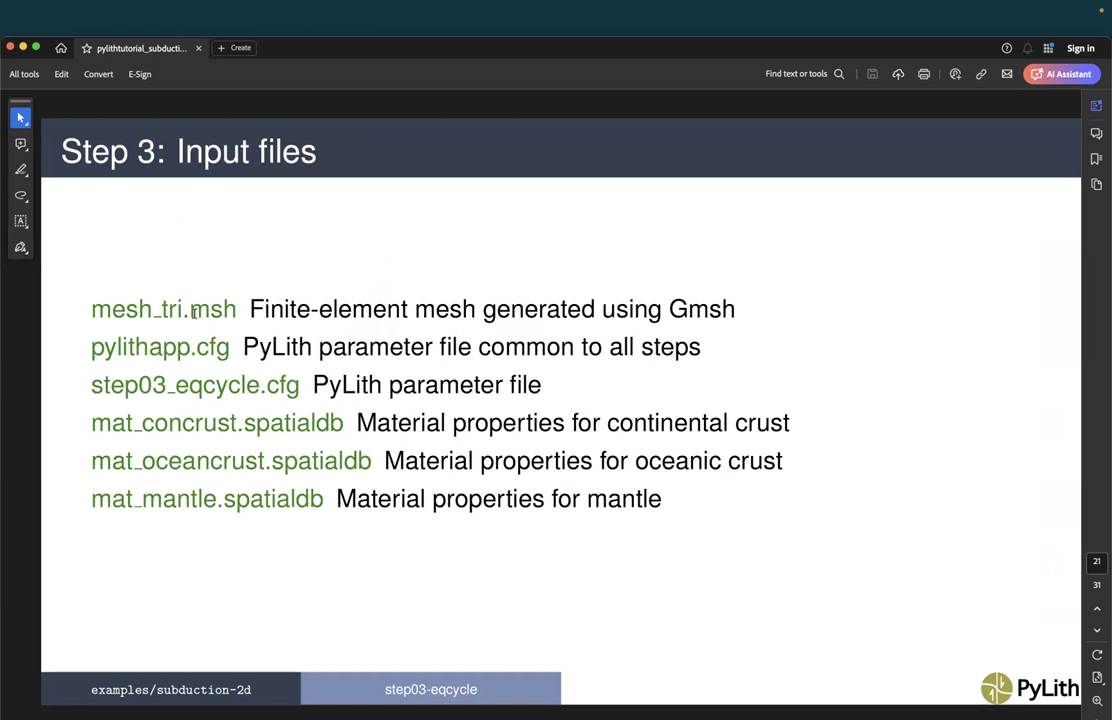 pylithtutorial_subducti...
Create
Sign in
All tools
Edit
Convert
E-Sign
Find text or tools
AI Assistant
Step 3: Input files
mesh_tri.msh Finite-element mesh generated using Gmsh
pylithapp.cfg PyLith parameter file common to all steps
step03_eqcycle.cfg PyLith parameter file
mat_concrust.spatialdb Material properties for continental crust
mat_oceancrust.spatialdb Material properties for oceanic crust
mat_mantle.spatialdb Material properties for mantle
21
31
examples/subduction-2d
step03-eqcycle
PyLith